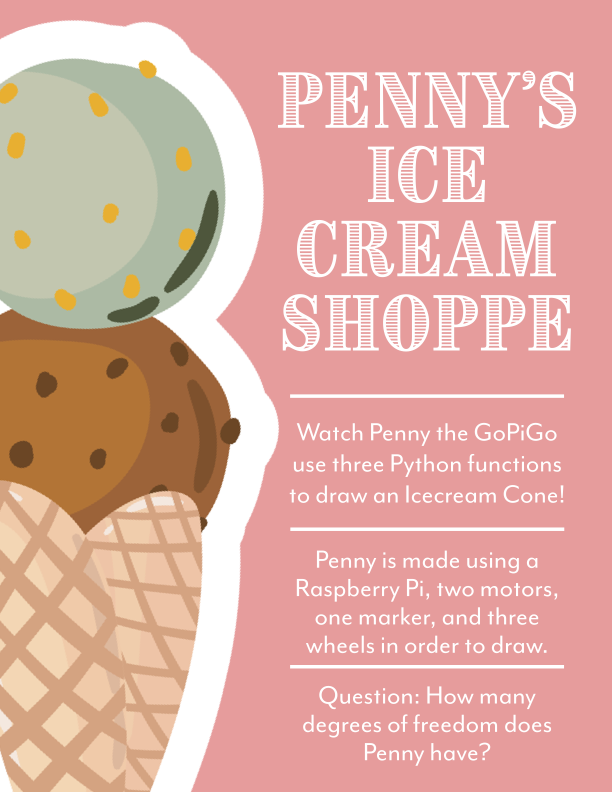 PENNY'S
ICE
CREAM
SHOPPE
Watch Penny the GoPiGo
use three Python functions
to draw an Icecream Cone!
Penny is made using a
Raspberry Pi, two motors,
one marker, and three
wheels in order to draw.
Question: How many
degrees of freedom does
Penny have?